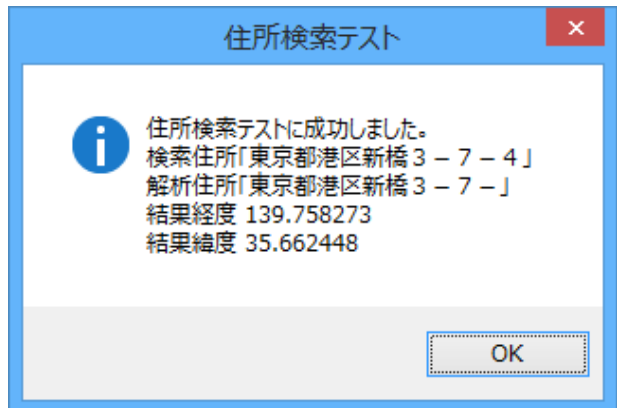 住所検索テスト
住所検索テストに成功しました。
検索住所「東京都港区新橋３－７－４」
解析住所「東京都港区新橋３－７－」
結果経度 139.758273
結果緯度 35.662448
OK